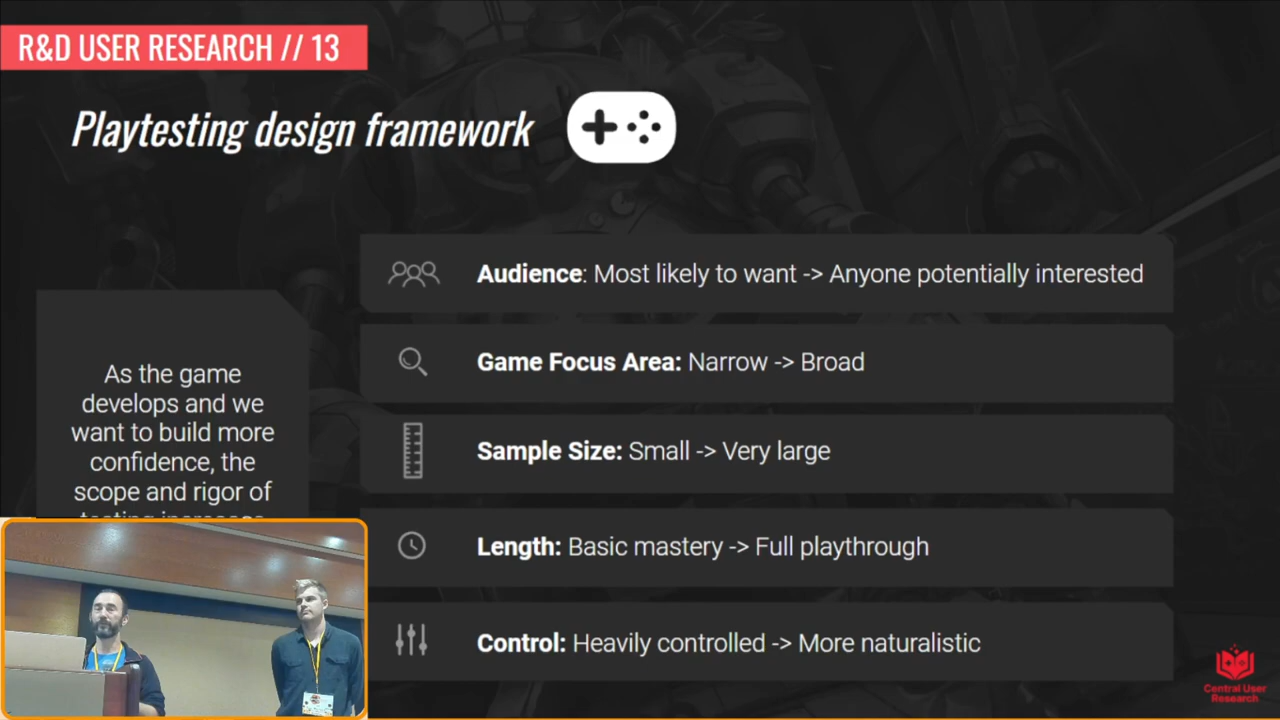 R&D USER RESEARCH // 13
Playtesting design framework
As the game
develops and we
want to build more
confidence, the
scope and rigor of
testing increases
Audience: Most likely to want -> Anyone potentially interested
Game Focus Area: Narrow -> Broad
Sample Size: Small -> Very large
Length: Basic mastery -> Full playthrough
Control: Heavily controlled -> More naturalistic
Central User
Research